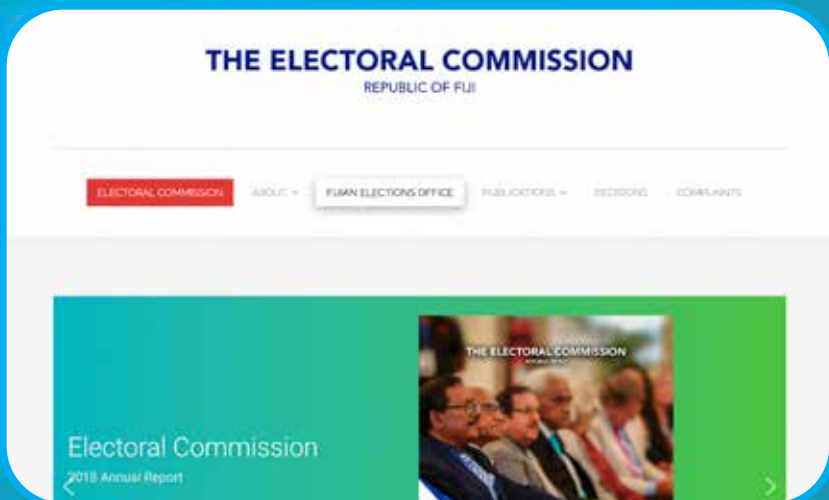 THE ELECTORAL COMMISSION
REPUBLIC OF FIJI
ELECTORAL COMMISSION ABOUT FIJIAN ELECTIONS OFFICE PUBLICATIONS DECISIONS COMPLAINTS
THE ELECTORAL COMMISSION
Electoral Commission
2019 Annual Report